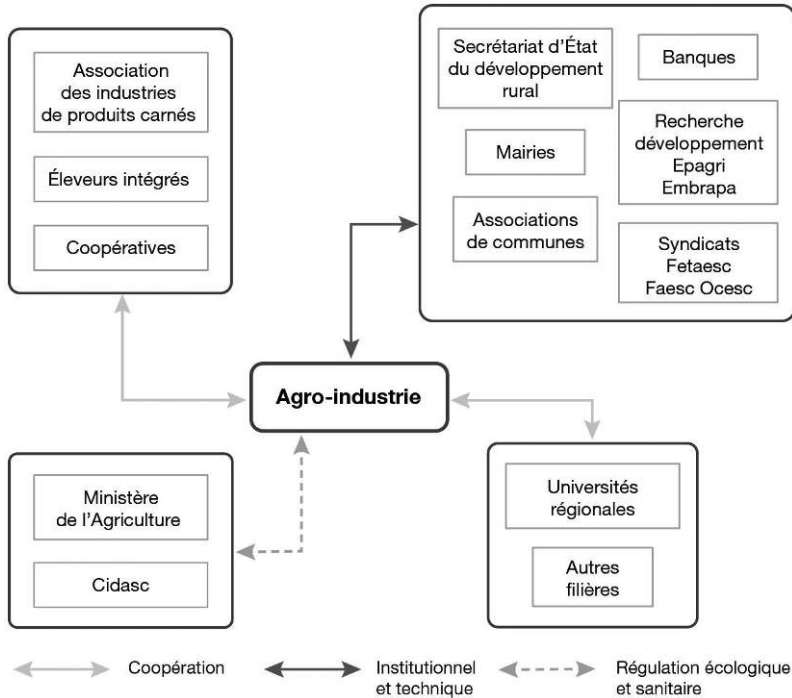 Association
des industries
de produits carnés
Éleveurs intégrés
Coopératives
Secrétariat d’État
du développement
rural
Banques
Mairies
Recherche
développement
Epagri
Embrapa
Associations
de communes
Syndicats
Fetaesc
Faesc Ocesc
Agro-industrie
Ministère
de l’Agriculture
Cidasc
Universités
régionales
Autres
filières
Coopération
Institutionnel
et technique
Régulation écologique
et sanitaire